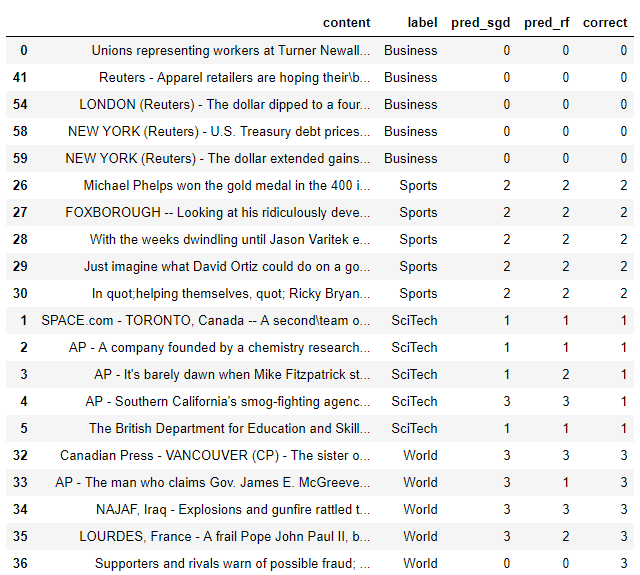 content label pred_sgd pred_rf correct
0 Unions representing workers at Turner Newall... Business 0 0 0
41 Reuters - Apparel retailers are hoping their\b... Business 0 0 0
54 LONDON (Reuters) - The dollar dipped to a four... Business 0 0 0
58 NEW YORK (Reuters) - U.S. Treasury debt prices... Business 0 0 0
59 NEW YORK (Reuters) - The dollar extended gains... Business 0 0 0
26 Michael Phelps won the gold medal in the 400 i... Sports 2 2 2
27 FOXBOROUGH -- Looking at his ridiculously deve... Sports 2 2 2
28 With the weeks dwindling until Jason Varitek e... Sports 2 2 2
29 Just imagine what David Ortiz could do on a go... Sports 2 2 2
30 In quot;helping themselves, quot; Ricky Bryan... Sports 2 2 2
1 SPACE.com - TORONTO, Canada -- A second\team o... SciTech 1 1 1
2 AP - A company founded by a chemistry research... SciTech 1 1 1
3 AP - It's barely dawn when Mike Fitzpatrick st... SciTech 1 2 1
4 AP - Southern California's smog-fighting agenc... SciTech 3 3 1
5 The British Department for Education and Skill... SciTech 1 1 1
32 Canadian Press - VANCOUVER (CP) - The sister o... World 3 3 3
33 AP - The man who claims Gov. James E. McGreeve... World 3 1 3
34 NAJAF, Iraq - Explosions and gunfire rattled t... World 3 3 3
35 LOURDES, France - A frail Pope John Paul II, b... World 3 2 3
36 Supporters and rivals warn of possible fraud; ... World 0 0 3